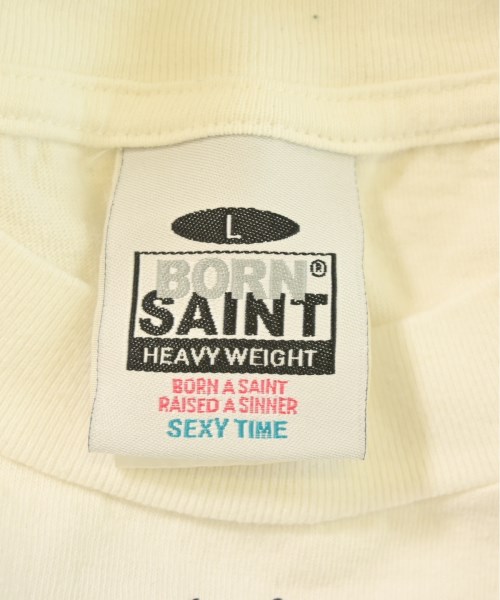 L
BORN®
SAINT
HEAVY WEIGHT
BORN A SAINT
RAISED A SINNER
SEXY TIME